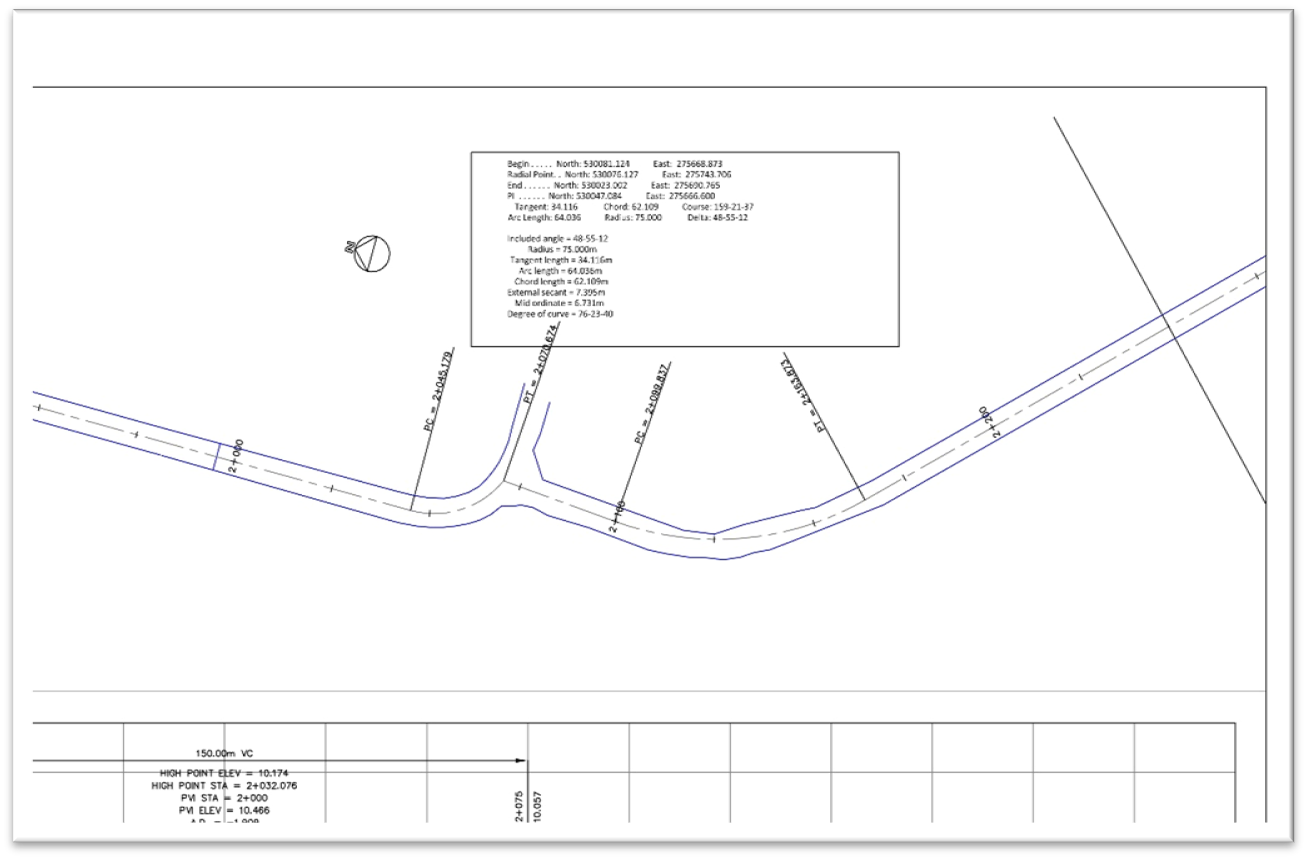 Begin . . . . . North: 530081.124 East: 275668.873
Radial Point. . North: 530076.127 East: 275743.706
End . . . . . . North: 530023.002 East: 275690.765
PI . . . . . . North: 530047.084 East: 275666.600
Tangent: 34.116 Chord: 62.109 Course: 159-21-37
Arc Length: 64.036 Radius: 75.000 Delta: 48-55-12
Included angle = 48-55-12
Radius = 75.000m
Tangent length = 34.116m
Arc length = 64.036m
Chord length = 62.109m
External secant = 7.395m
Mid ordinate = 6.731m
Degree of curve = 76-23-40
N
PC = 2+045.179
PT = 2+070.674
PC = 2+099.837
PT = 2+163.873
2+000
2+100
2+200
150.00m VC
HIGH POINT ELEV = 10.174
HIGH POINT STA = 2+032.076
PVI STA = 2+000
PVI ELEV = 10.466
2+075
10.057